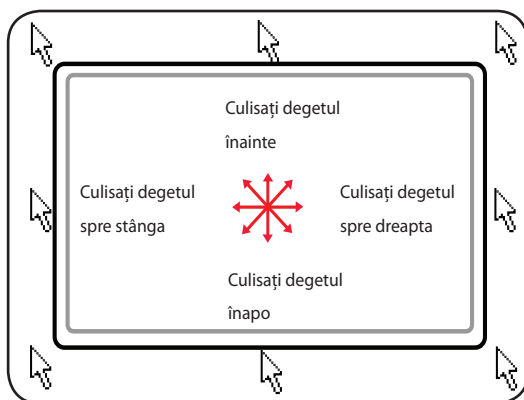 Culisați degetul
înainte
Culisați degetul
spre stânga
Culisați degetul
spre dreapta
Culisați degetul
înapo